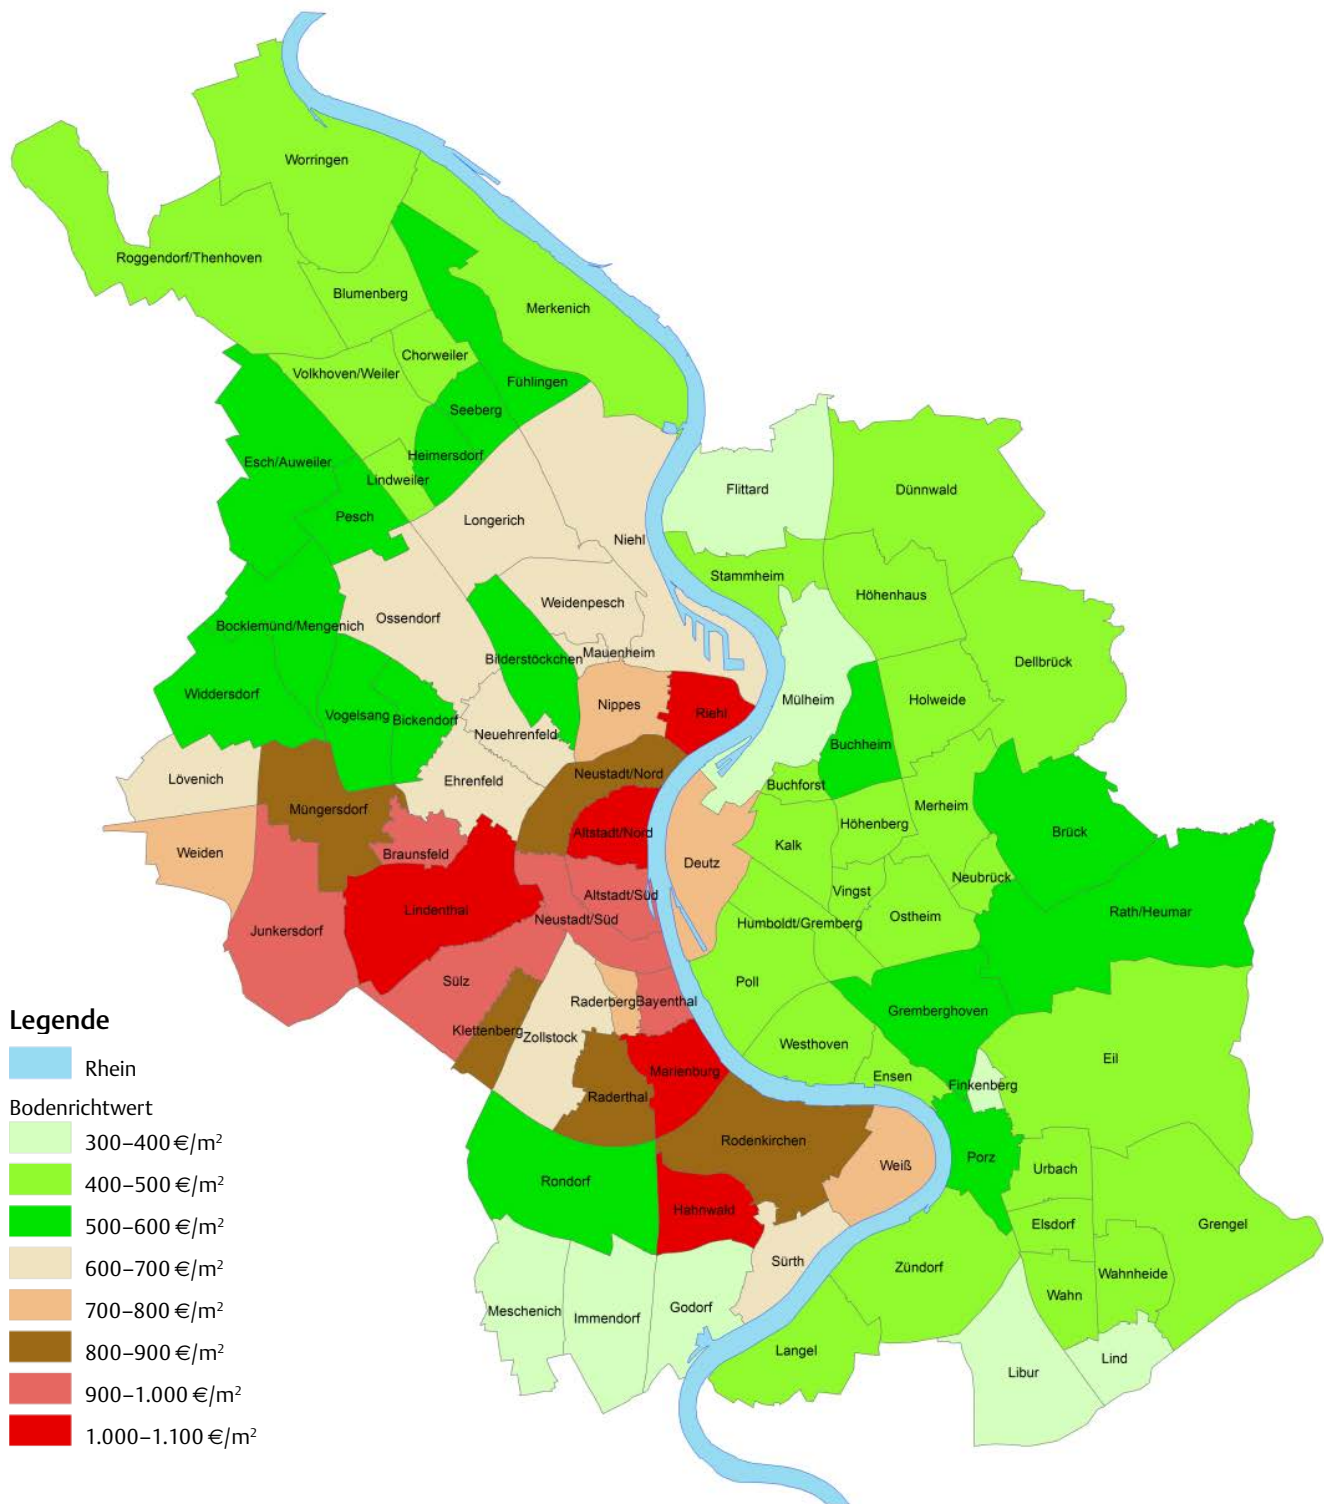 Worringen
Roggendorf/Thenhoven
Blumenberg
Merkenich
Chorweiler
Volkhoven/Weiler
Fühlingen
Seeberg
Heimersdorf
Esch/Auweiler
Lindweiler
Pesch
Longerich
Niehl
Flittard
Dünnwald
Stammheim
Höhenhaus
Weidenpesch
Ossendorf
Bocklemünd/Mengenich
Mauenheim
Bilderstöckchen
Dellbrück
Widdersdorf
Mülheim
Holweide
Nippes
Riehl
Vogelsang
Bickendorf
Neuehrenfeld
Buchheim
Lövenich
Ehrenfeld
Neustadt/Nord
Buchforst
Müngersdorf
Merheim
Höhenberg
Altstadt/Nord
Brück
Kalk
Weiden
Braunsfeld
Deutz
Neubrück
Vingst
Altstadt/Süd
Lindenthal
Rath/Heumar
Neustadt/Süd
Humboldt/Gremberg
Ostheim
Junkersdorf
Sülz
Poll
Raderberg
Bayenthal
Gremberghoven
Klettenberg
Zollstock
Westhoven
Eil
Marienburg
Ensen
Finkenberg
Raderthal
Rodenkirchen
Weiß
Porz
Urbach
Rondorf
Hahnwald
Elsdorf
Grengel
Sürth
Zündorf
Wahnheide
Wahn
Meschenich
Immendorf
Godorf
Langel
Libur
Lind
Legende
Rhein
Bodenrichtwert
300–400 €/m²
400–500 €/m²
500–600 €/m²
600–700 €/m²
700–800 €/m²
800–900 €/m²
900–1.000 €/m²
1.000–1.100 €/m²